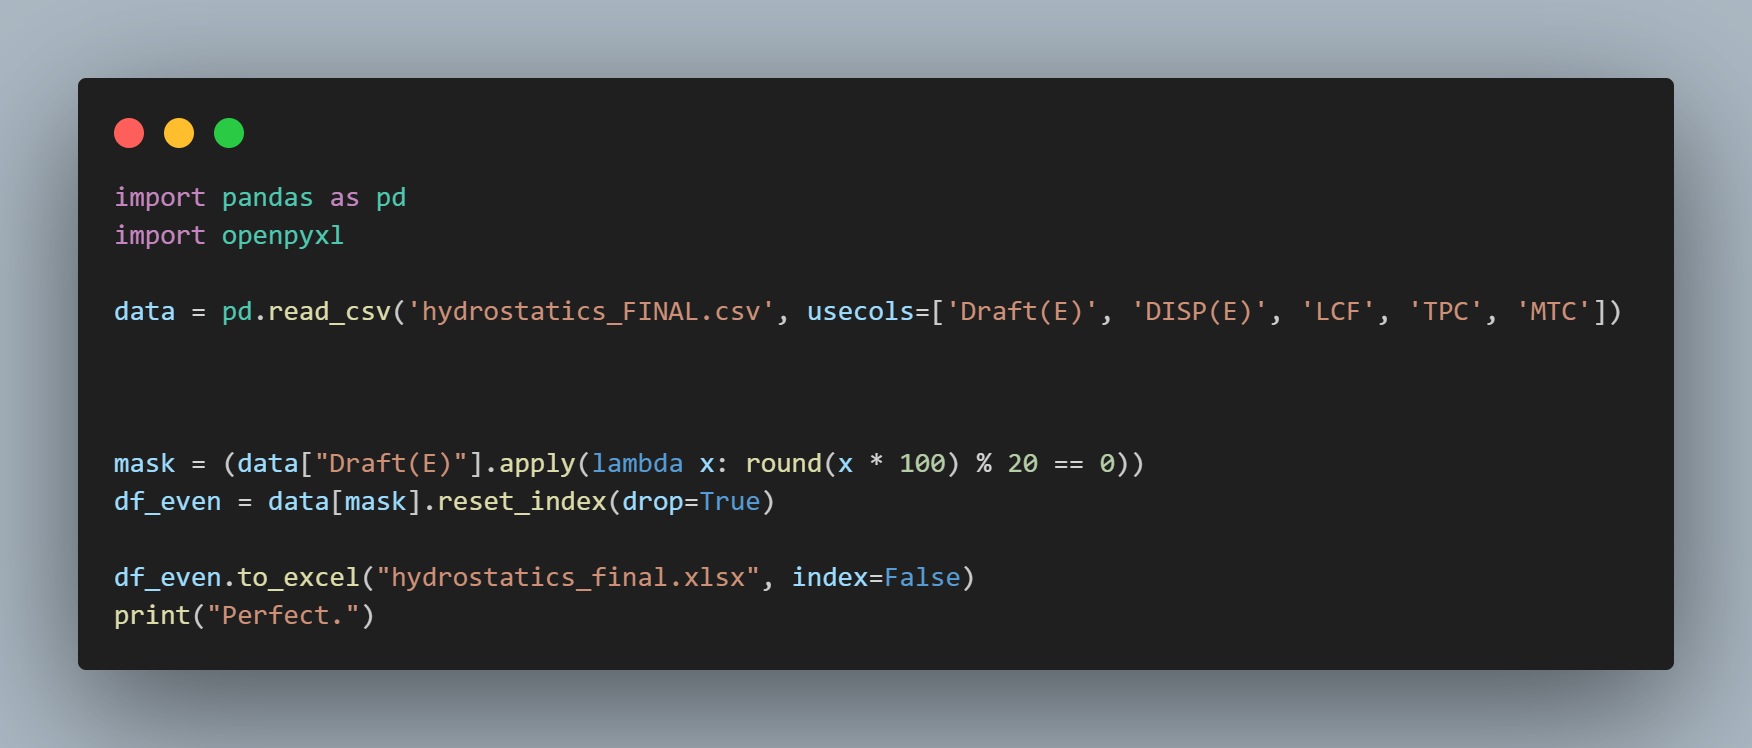 import pandas as pd
import openpyxl
data = pd.read_csv('hydrostatics_FINAL.csv', usecols=['Draft(E)', 'DISP(E)', 'LCF', 'TPC', 'MTC'])
mask = (data["Draft(E)"].apply(lambda x: round(x * 100) % 20 == 0))
df_even = data[mask].reset_index(drop=True)
df_even.to_excel("hydrostatics_final.xlsx", index=False)
print("Perfect.")